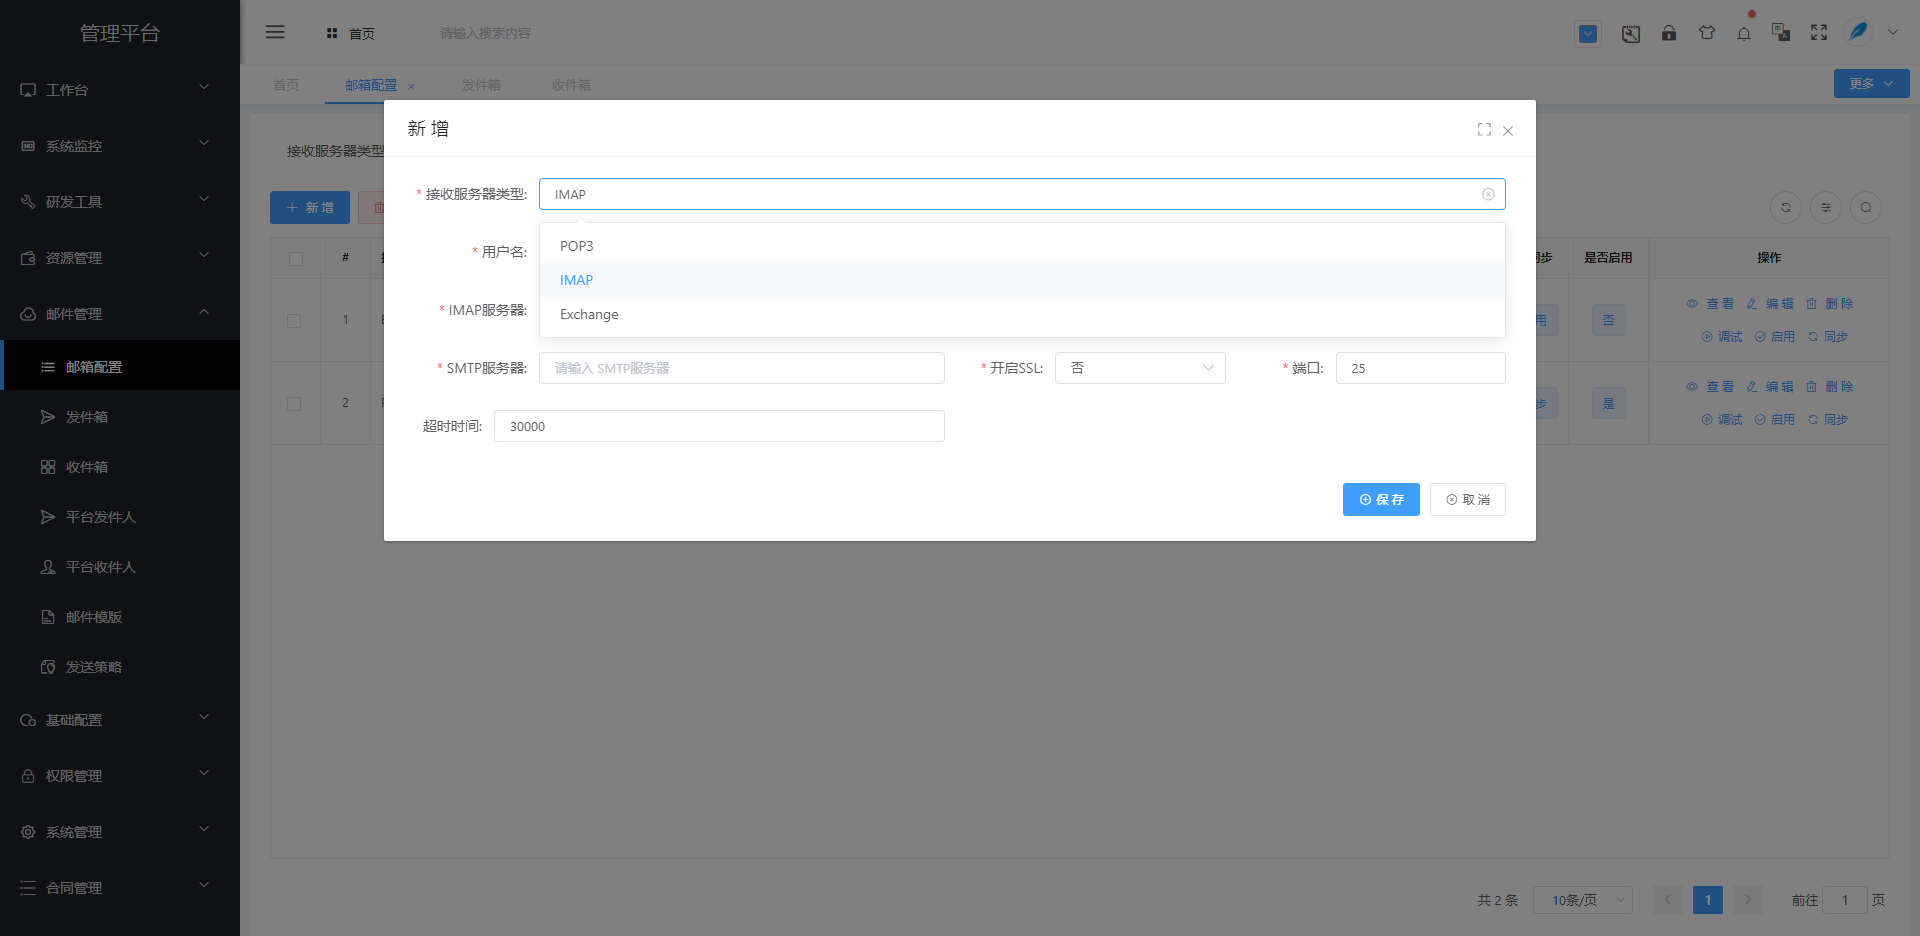 管理平台
首页
请输入搜索内容
首页
邮箱配置
发件箱
收件箱
更多
工作台
系统监控
研发工具
资源管理
邮件管理
邮箱配置
发件箱
收件箱
平台发件人
平台收件人
邮件模版
发送策略
基础配置
权限管理
系统管理
合同管理
接收服务器类型
新 增
新 增
* 接收服务器类型:
IMAP
POP3
IMAP
Exchange
* 用户名:
* IMAP服务器:
* SMTP服务器:
请输入 SMTP服务器
* 开启SSL:
否
* 端口:
25
超时时间:
30000
保 存
取 消
#
步
是否启用
操作
1
用
否
查 看
编 辑
删 除
调试
启用
同步
2
步
是
查 看
编 辑
删 除
调试
启用
同步
共 2 条
10条/页
1
前往
1
页